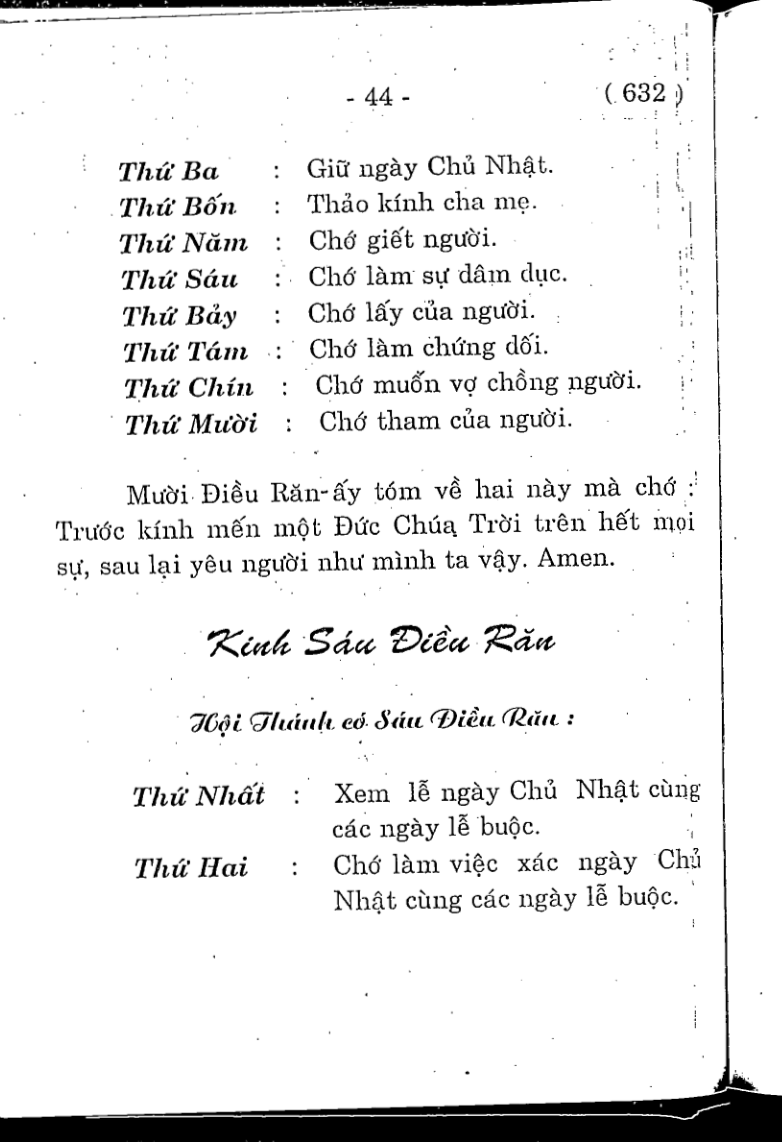 - 44 - ( 632 )
Thứ Ba : Giữ ngày Chủ Nhật.
Thứ Bốn : Thảo kính cha mẹ.
Thứ Năm : Chớ giết người.
Thứ Sáu : Chớ làm sự dâm dục.
Thứ Bảy : Chớ lấy của người.
Thứ Tám : Chớ làm chứng dối.
Thứ Chín : Chớ muốn vợ chồng người.
Thứ Mười : Chớ tham của người.
Mười Điều Răn ấy tóm về hai này mà chớ :
Trước kính mến một Đức Chúa Trời trên hết mọi
sự, sau lại yêu người như mình ta vậy. Amen.
Kinh Sáu Điều Răn
Hội Thánh có Sáu Điều Răn :
Thứ Nhất : Xem lễ ngày Chủ Nhật cùng
các ngày lễ buộc.
Thứ Hai : Chớ làm việc xác ngày Chủ
Nhật cùng các ngày lễ buộc.